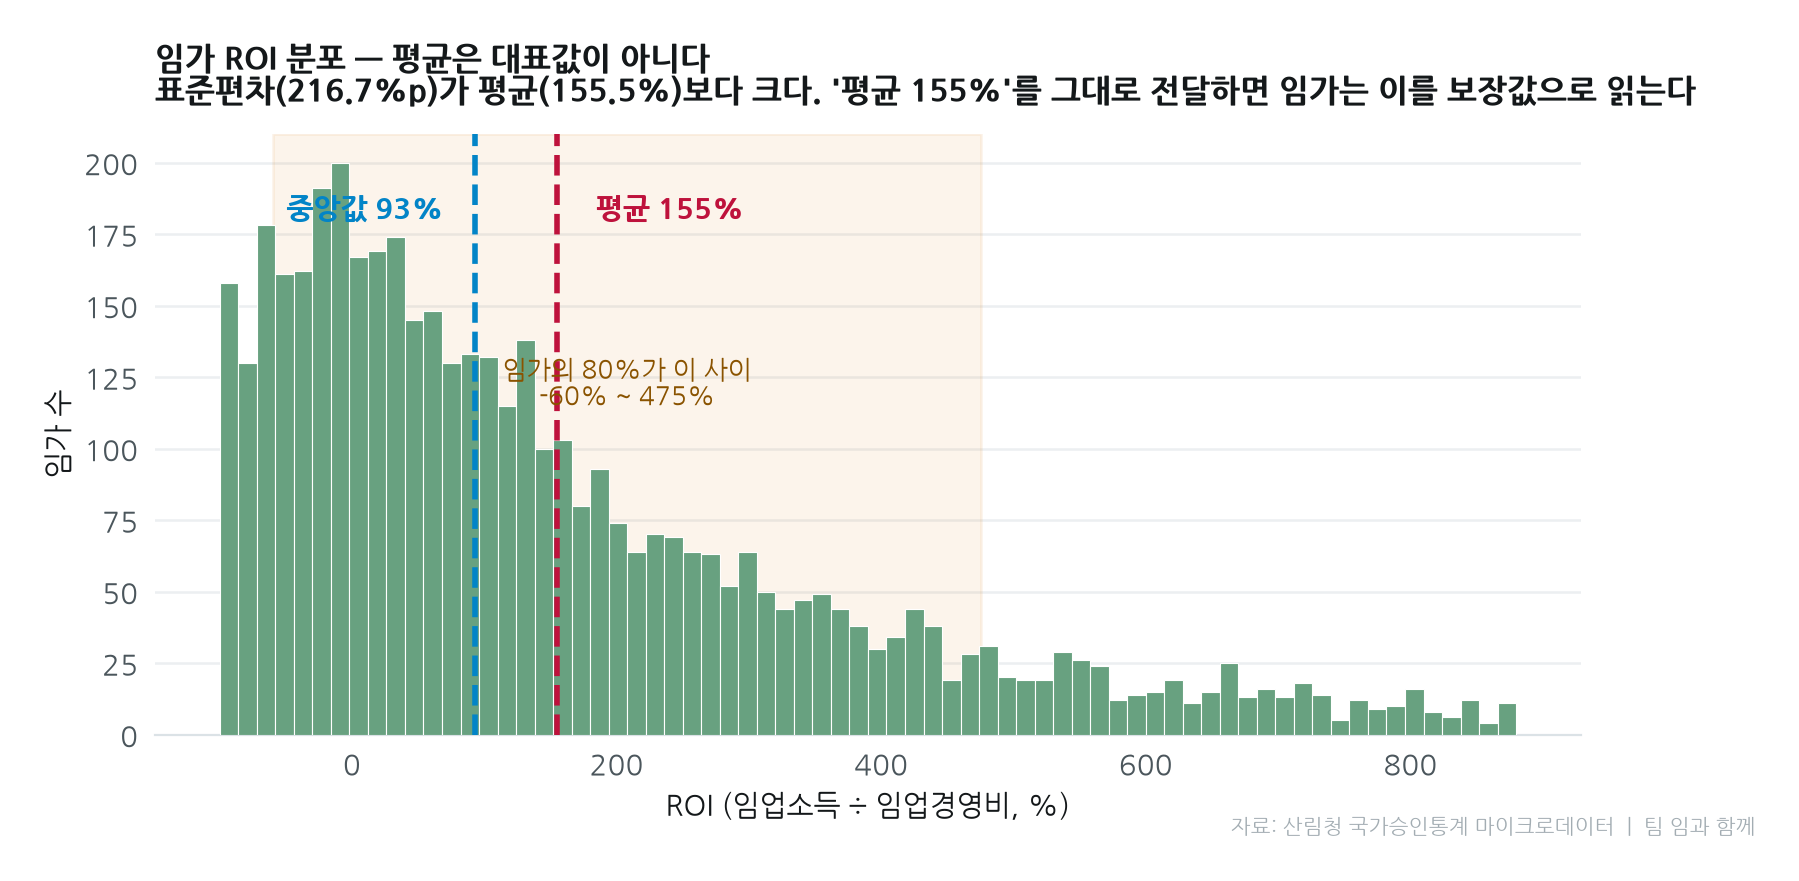 임가 ROI 분포 — 평균은 대표값이 아니다
표준편차(216.7%p)가 평균(155.5%)보다 크다. '평균 155%'를 그대로 전달하면 임가는 이를 보장값으로 읽는다
200
175
150
125
100
75
50
25
0
임가 수
중앙값 93%
평균 155%
임가의 80%가 이 사이
-60% ~ 475%
0
200
400
600
800
ROI (임업소득 ÷ 임업경영비, %)
자료: 산림청 국가승인통계 마이크로데이터 | 팀 임과 함께